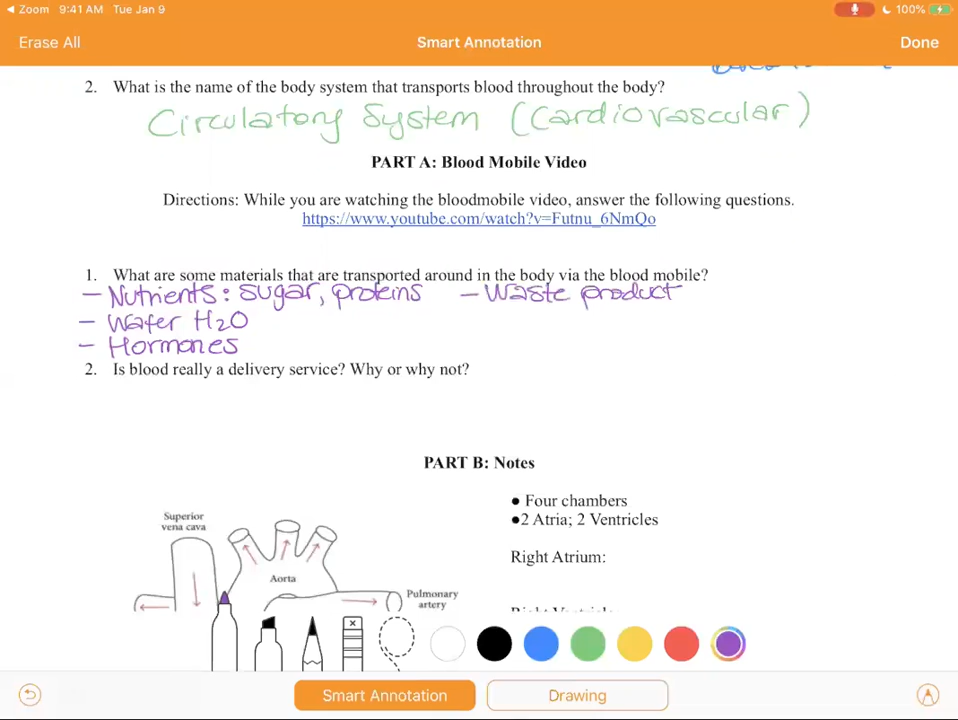 Zoom 9:41 AM Tue Jan 9 100%
Erase All Smart Annotation Done
2. What is the name of the body system that transports blood throughout the body?
Circulatory System (Cardiovascular)
PART A: Blood Mobile Video
Directions: While you are watching the bloodmobile video, answer the following questions.
https://www.youtube.com/watch?v=Futnu_6NmQo
1. What are some materials that are transported around in the body via the blood mobile?
— Nutrients: sugar, proteins — Waste product
— Water H2O
— Hormones
2. Is blood really a delivery service? Why or why not?
PART B: Notes
● Four chambers
●2 Atria; 2 Ventricles
Right Atrium:
Superior
vena cava
Aorta
Pulmonary
artery
Smart Annotation Drawing